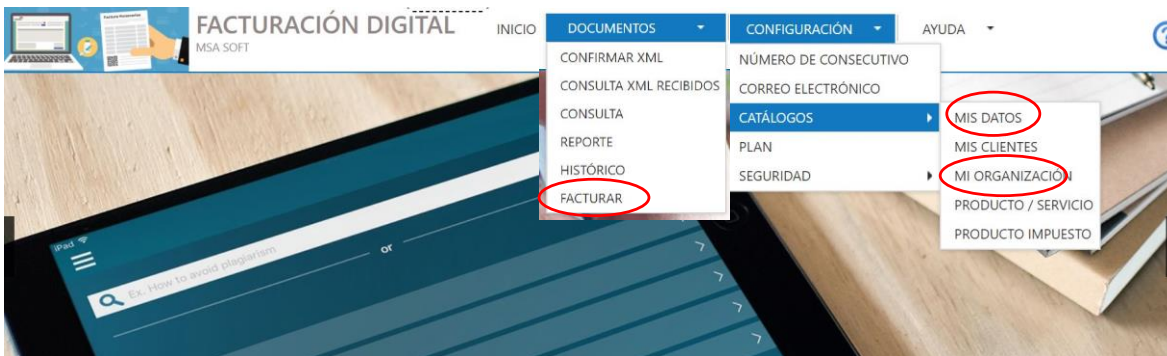 FACTURACIÓN DIGITAL
MSA SOFT
INICIO
DOCUMENTOS
CONFIRMAR XML
CONSULTA XML RECIBIDOS
CONSULTA
REPORTE
HISTÓRICO
FACTURAR
CONFIGURACIÓN
NÚMERO DE CONSECUTIVO
CORREO ELECTRÓNICO
CATÁLOGOS
PLAN
SEGURIDAD
MIS DATOS
MIS CLIENTES
MI ORGANIZACIÓN
PRODUCTO / SERVICIO
PRODUCTO IMPUESTO
AYUDA
iPad
Ex. How to avoid plagiarism
or